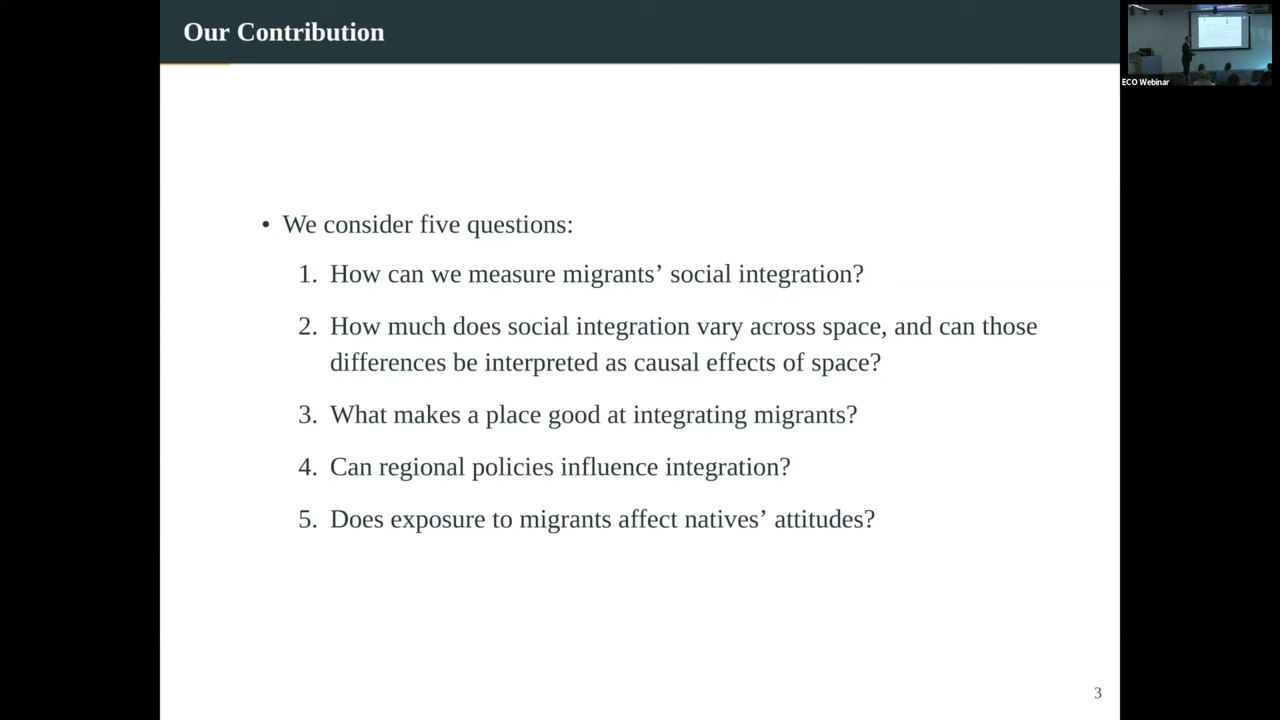 Our Contribution
ECO Webinar
• We consider five questions:
1. How can we measure migrants’ social integration?
2. How much does social integration vary across space, and can those
differences be interpreted as causal effects of space?
3. What makes a place good at integrating migrants?
4. Can regional policies influence integration?
5. Does exposure to migrants affect natives’ attitudes?
3